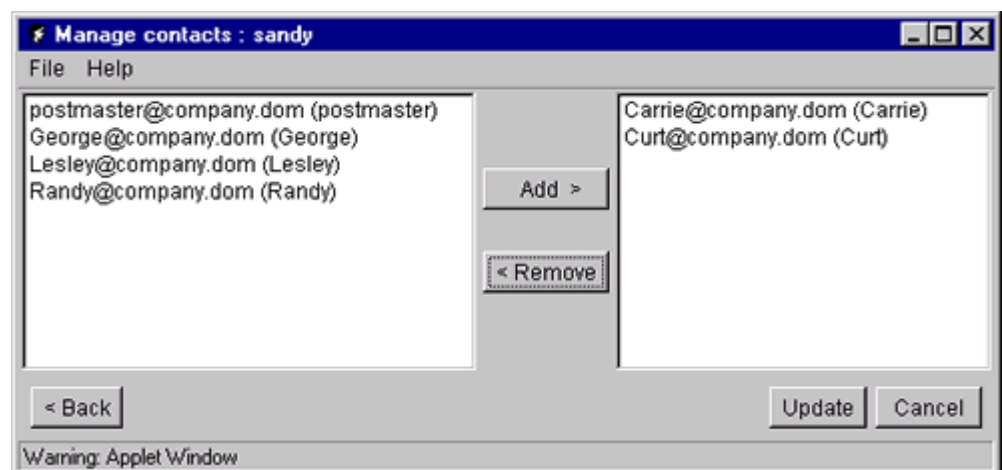 Manage contacts : sandy
File Help
postmaster@company.dom (postmaster)
George@company.dom (George)
Lesley@company.dom (Lesley)
Randy@company.dom (Randy)
Add >
< Remove
Carrie@company.dom (Carrie)
Curt@company.dom (Curt)
< Back
Update
Cancel
Warning: Applet Window